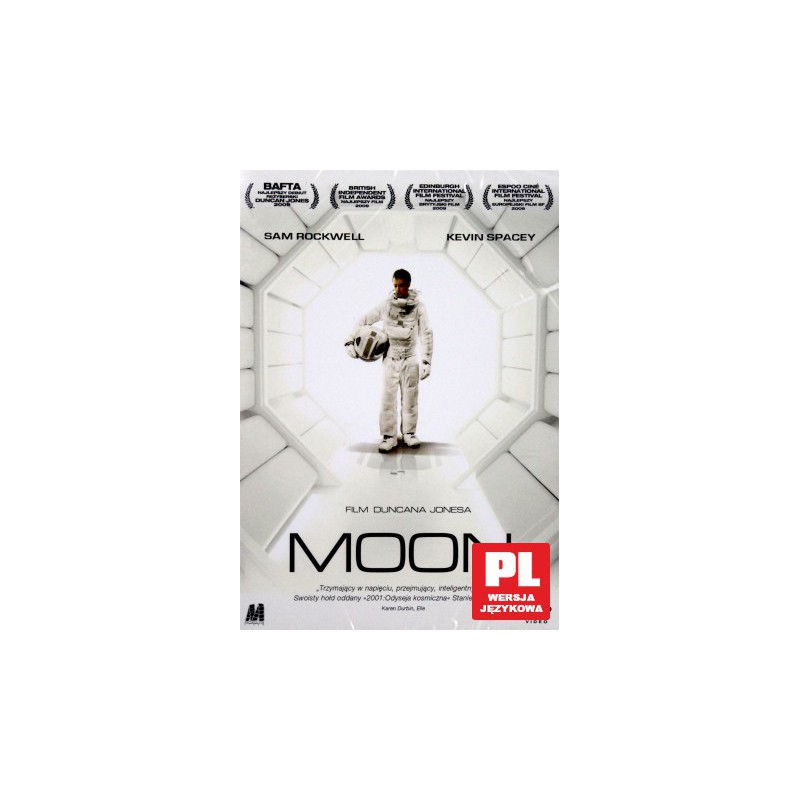 BAFTA
NAJLEPSZY DEBIUT
REŻYSERSKI
DUNCAN JONES
2009
BRITISH
INDEPENDENT
FILM AWARDS
NAJLEPSZY FILM
2009
EDINBURGH
INTERNATIONAL
FILM FESTIVAL
NAJLEPSZY
BRYTYJSKI FILM
2009
ESPOO CINÉ
INTERNATIONAL
FILM FESTIVAL
NAJLEPSZY
EUROPEJSKI FILM SF
2009
SAM ROCKWELL
KEVIN SPACEY
FILM DUNCANA JONESA
MOON
PL
WERSJA
JĘZYKOWA
„Trzymający w napięciu, przejmujący, inteligentny
Swoisty hołd oddany »2001:Odyseja kosmiczna«
Karen Durbin, Elle
VIDEO